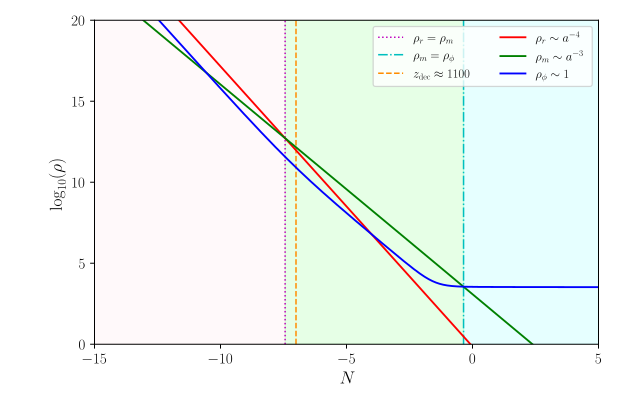 20
15
10
5
0
log₁₀(ρ)
−15
−10
−5
0
5
N
ρᵣ = ρₘ
ρₘ = ρᵩ
z_dec ≈ 1100
ρᵣ ∼ a⁻⁴
ρₘ ∼ a⁻³
ρᵩ ∼ 1